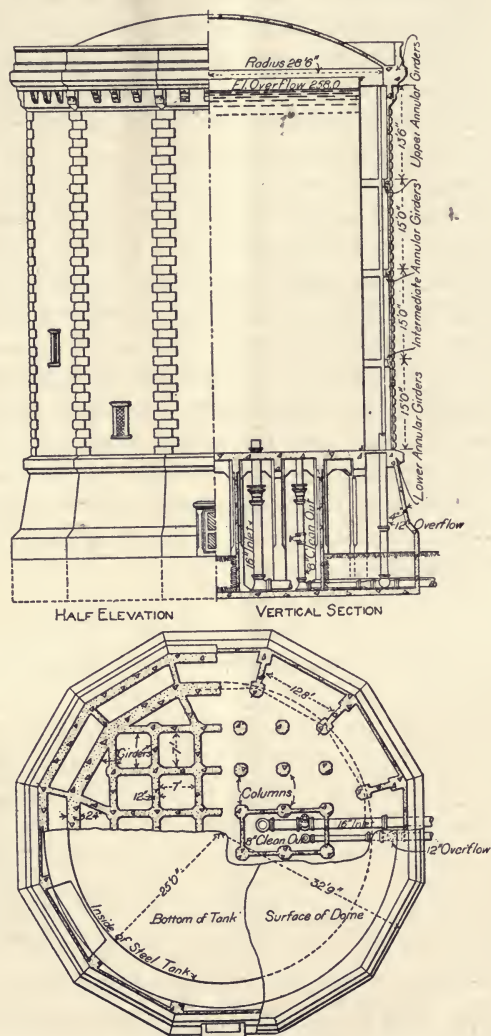 Radius 28'6"
El. Overflow 258.0
Upper Annular Girders
13'6"
15'0"
Intermediate Annular Girders
15'0"
15'0"
Lower Annular Girders
4"
12" Overflow
16" Inlet
8" Clean Out
HALF ELEVATION
VERTICAL SECTION
12.8'
Girders
7'
12"
7'
Columns
24"
16" Inlet
8" Clean Out
12" Overflow
25'0"
32'9"
Bottom of Tank
Surface of Dome
Inside of Steel Tank